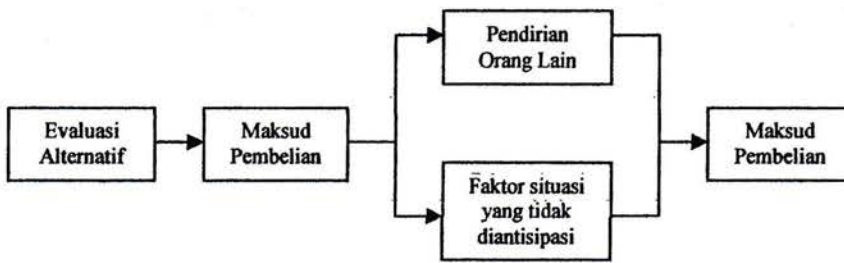 Evaluasi
Alternatif
Maksud
Pembelian
Pendirian
Orang Lain
Faktor situasi
yang tidak
diantisipasi
Maksud
Pembelian